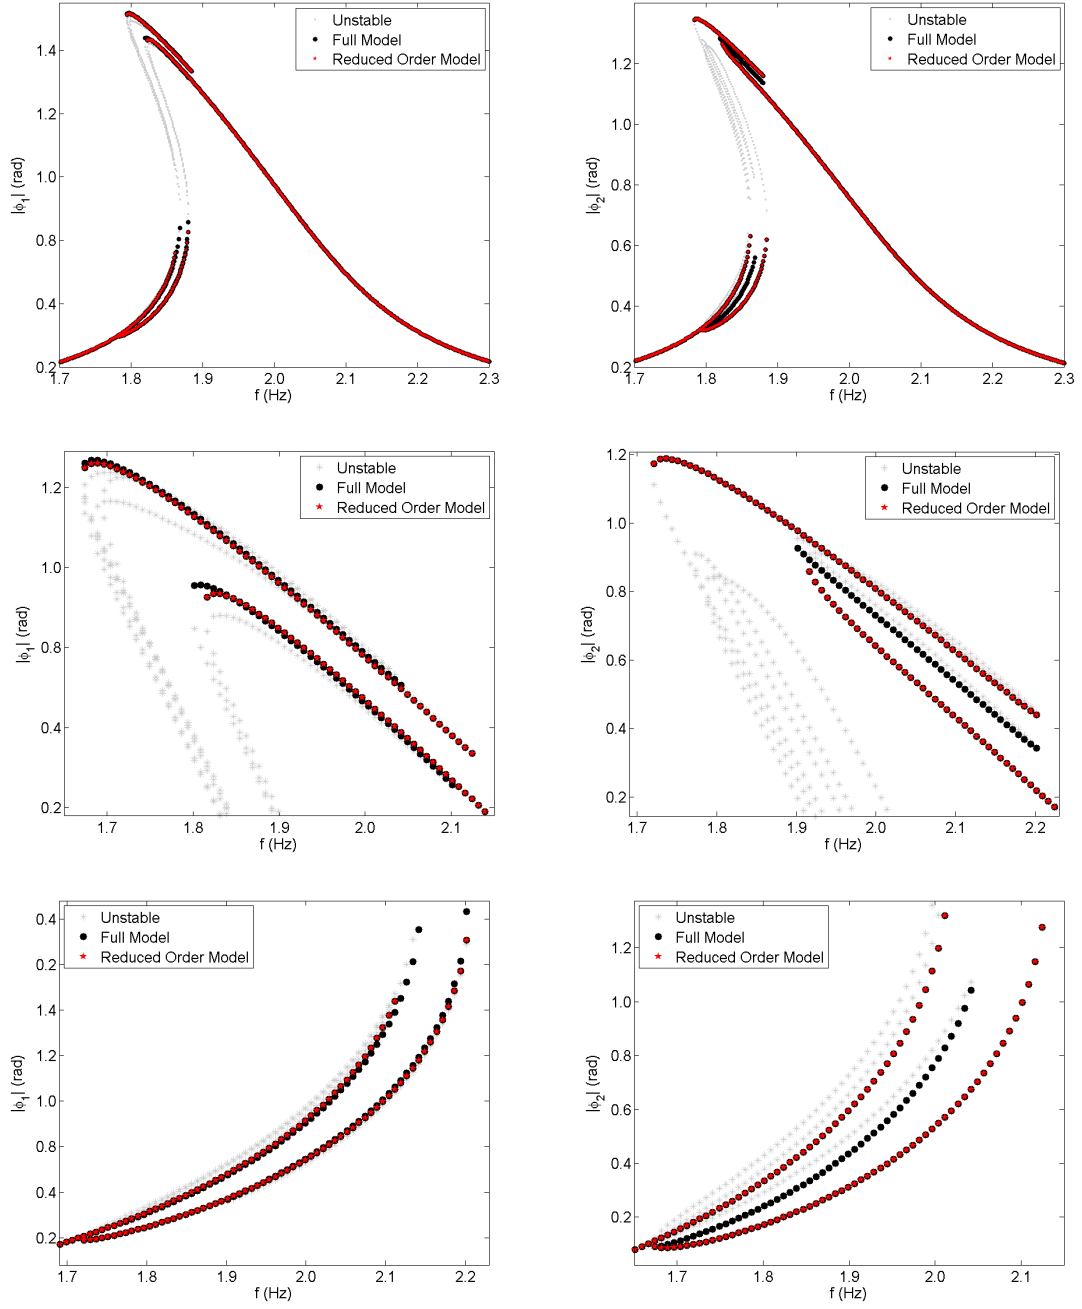 Unstable
Full Model
Reduced Order Model
1.4
1.2
1.0
0.8
0.4
0.2
|ϕ1| (rad)
1.7 1.8 1.9 2.0 2.1 2.2 2.3
f (Hz)
Unstable
Full Model
Reduced Order Model
1.2
1.0
0.8
0.6
0.4
0.2
|ϕ2| (rad)
1.7 1.8 1.9 2.0 2.1 2.2 2.3
f (Hz)
Unstable
Full Model
Reduced Order Model
1.2
1.0
0.8
0.4
0.2
|ϕ1| (rad)
1.7 1.8 1.9 2.0 2.1
f (Hz)
Unstable
Full Model
Reduced Order Model
1.2
1.0
0.8
0.6
0.4
0.2
|ϕ2| (rad)
1.7 1.8 1.9 2.0 2.1 2.2
f (Hz)
Unstable
Full Model
Reduced Order Model
0.4
0.2
1.4
1.2
1.0
0.8
0.4
0.2
|ϕ1| (rad)
1.7 1.8 1.9 2.0 2.1 2.2
f (Hz)
Unstable
Full Model
Reduced Order Model
1.2
1.0
0.8
0.6
0.4
0.2
|ϕ2| (rad)
1.7 1.8 1.9 2.0 2.1
f (Hz)